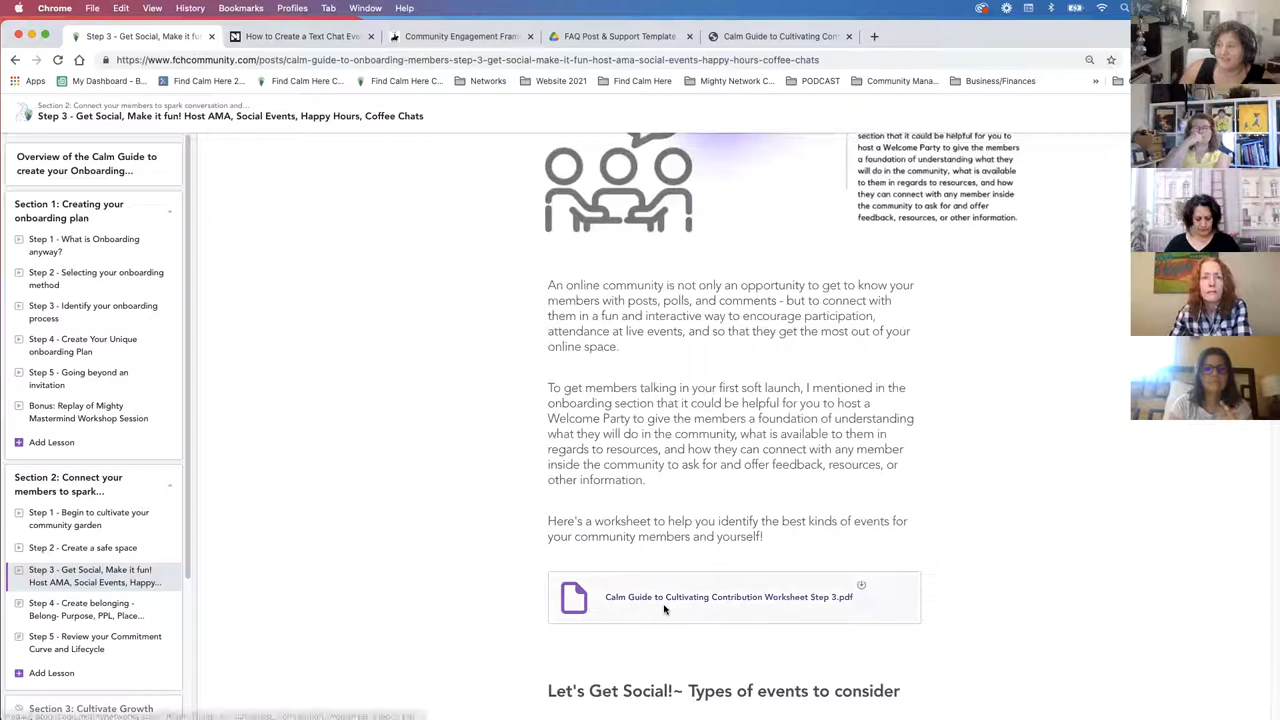 Chrome File Edit View History Bookmarks Profiles Tab Window Help
Step 3 - Get Social, Make it fun!
How to Create a Text Chat Eve
Community Engagement Fram
FAQ Post & Support Template
Calm Guide to Cultivating Con
https://www.fchcommunity.com/posts/calm-guide-to-onboarding-members-step-3-get-social-make-it-fun-host-ama-social-events-happy-hours-coffee-chats
Apps My Dashboard - B... Find Calm Here 2... Find Calm Here C... Find Calm Here C... Networks Website 2021 Find Calm Here Mighty Network C... PODCAST Community Mana... Business/Finances »
Section 2: Connect your members to spark conversation and...
Step 3 - Get Social, Make it fun! Host AMA, Social Events, Happy Hours, Coffee Chats
Overview of the Calm Guide to
create your Onboarding...
Section 1: Creating your
onboarding plan
Step 1 - What is Onboarding
anyway?
Step 2 - Selecting your onboarding
method
Step 3 - Identify your onboarding
process
Step 4 - Create Your Unique
onboarding Plan
Step 5 - Going beyond an
invitation
Bonus: Replay of Mighty
Mastermind Workshop Session
Add Lesson
Section 2: Connect your
members to spark...
Step 1 - Begin to cultivate your
community garden
Step 2 - Create a safe space
Step 3 - Get Social, Make it fun!
Host AMA, Social Events, Happy...
Step 4 - Create belonging -
Belong- Purpose, PPL, Place...
Step 5 - Review your Commitment
Curve and Lifecycle
Add Lesson
Section 3: Cultivate Growth
section that it could be helpful for you to
host a Welcome Party to give the members
a foundation of understanding what they
will do in the community, what is available
to them in regards to resources, and how
they can connect with any member inside
the community to ask for and offer
feedback, resources, or other information.
An online community is not only an opportunity to get to know your
members with posts, polls, and comments - but to connect with
them in a fun and interactive way to encourage participation,
attendance at live events, and so that they get the most out of your
online space.
To get members talking in your first soft launch, I mentioned in the
onboarding section that it could be helpful for you to host a
Welcome Party to give the members a foundation of understanding
what they will do in the community, what is available to them in
regards to resources, and how they can connect with any member
inside the community to ask for and offer feedback, resources, or
other information.
Here's a worksheet to help you identify the best kinds of events for
your community members and yourself!
Calm Guide to Cultivating Contribution Worksheet Step 3.pdf
Let's Get Social!~ Types of events to consider